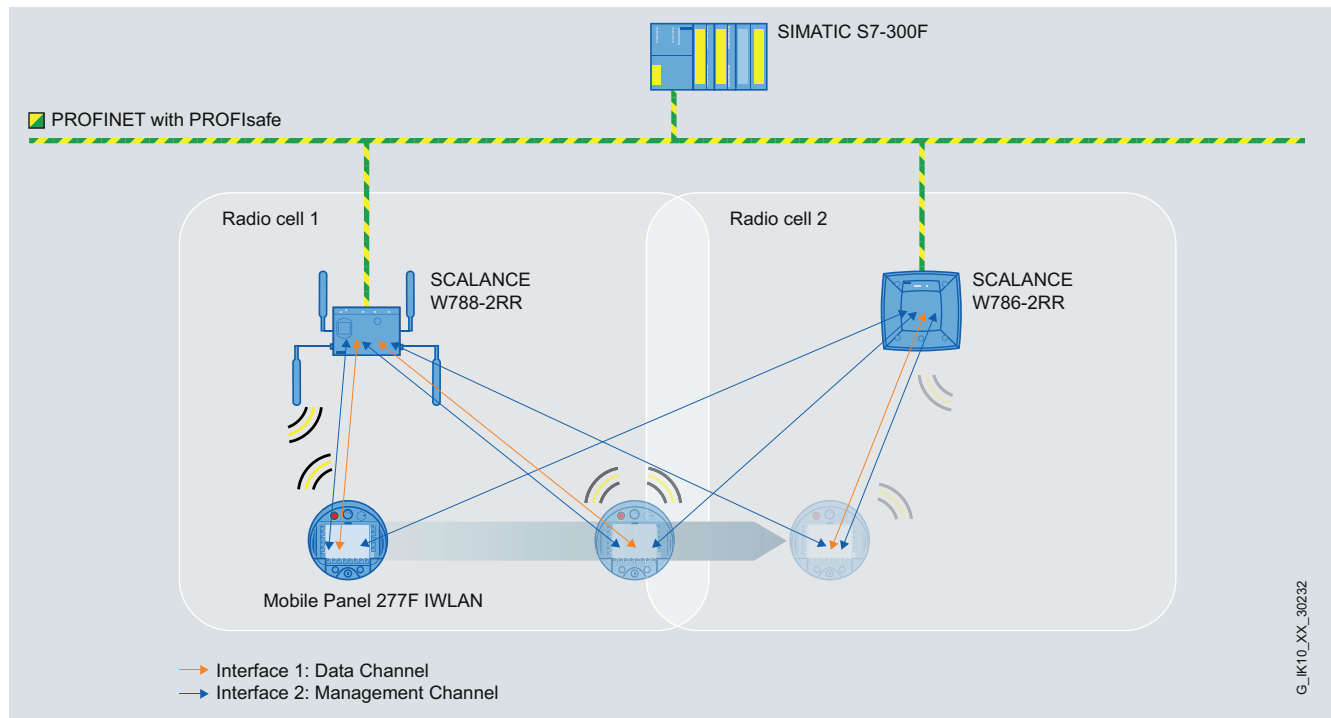 SIMATIC S7-300F
PROFINET with PROFIsafe
Radio cell 1
Radio cell 2
SCALANCE
W788-2RR
SCALANCE
W786-2RR
Mobile Panel 277F IWLAN
Interface 1: Data Channel
Interface 2: Management Channel
G_IK10_XX_30232